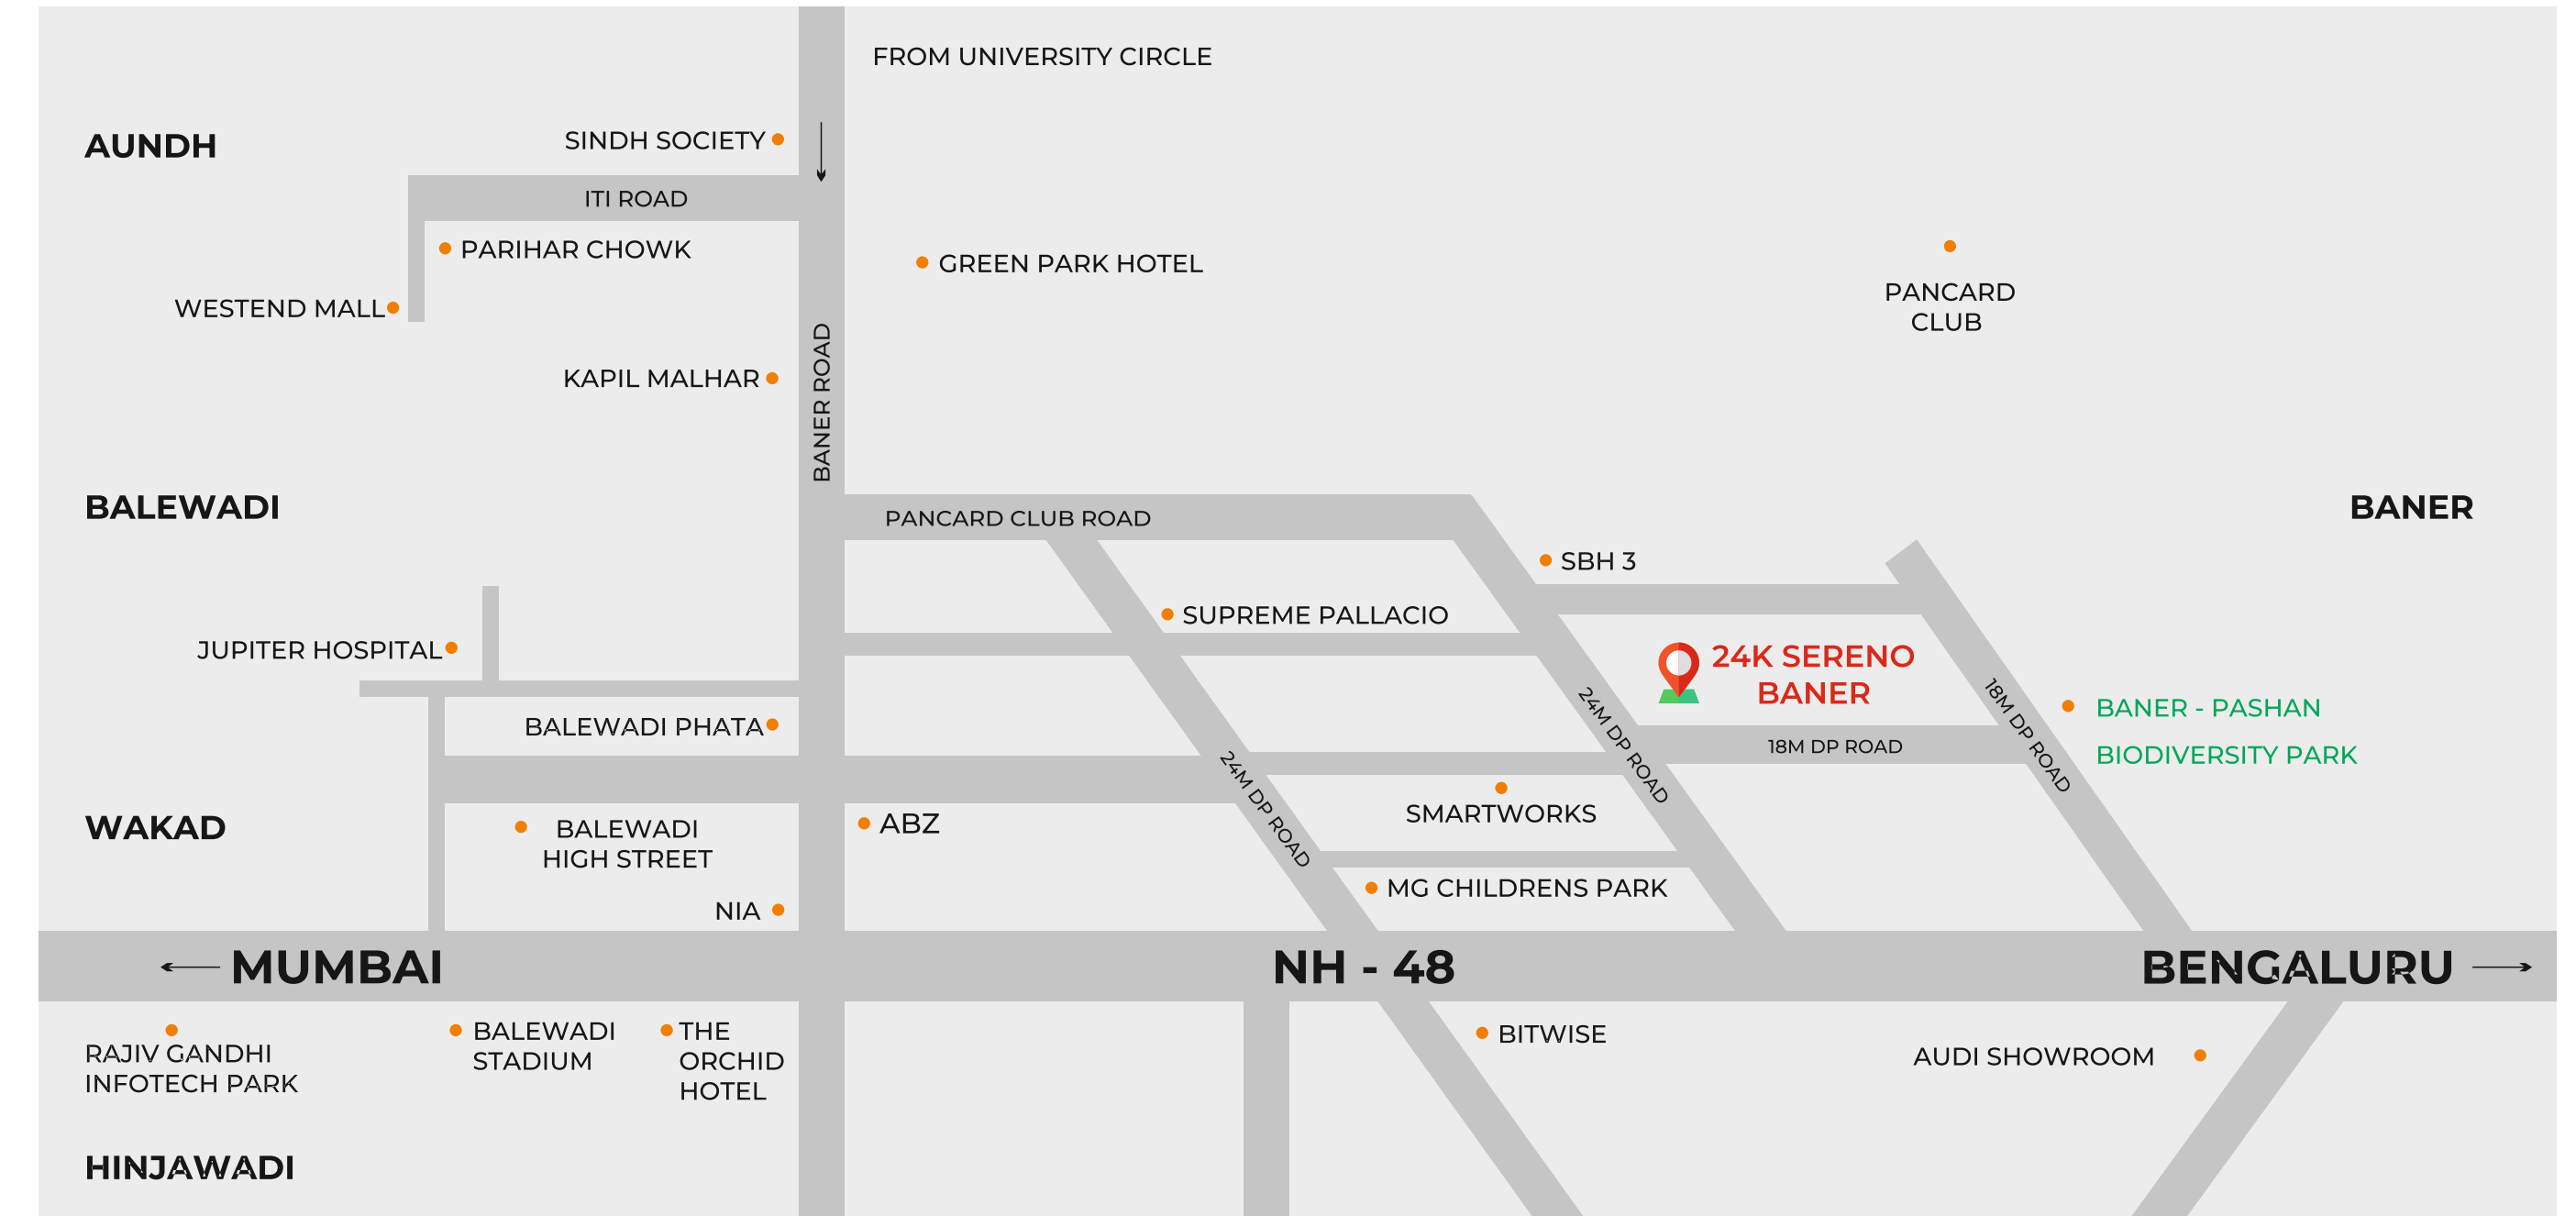 FROM UNIVERSITY CIRCLE
AUNDH
SINDH SOCIETY
ITI ROAD
PARIHAR CHOWK
GREEN PARK HOTEL
WESTEND MALL
PANCARD
CLUB
KAPIL MALHAR
BANER ROAD
BALEWADI
PANCARD CLUB ROAD
BANER
SBH 3
SUPREME PALLACIO
JUPITER HOSPITAL
24K SERENO
BANER
BALEWADI PHATA
24M DP ROAD
24M DP ROAD
18M DP ROAD
18M DP ROAD
BANER - PASHAN
BIODIVERSITY PARK
WAKAD
BALEWADI
HIGH STREET
ABZ
SMARTWORKS
NIA
MG CHILDRENS PARK
MUMBAI
NH - 48
BENGALURU
RAJIV GANDHI
INFOTECH PARK
BALEWADI
STADIUM
THE
ORCHID
HOTEL
BITWISE
AUDI SHOWROOM
HINJAWADI